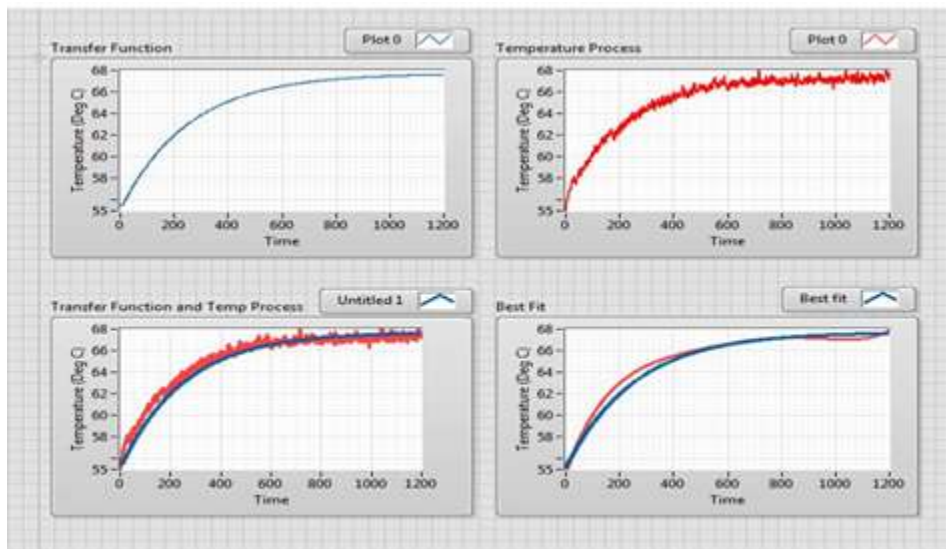 Transfer Function
Plot 0
Temperature (Deg C)
68
66
64
62
60
58
55
0 200 400 600 800 1000 1200
Time
Temperature Process
Plot 0
Temperature (Deg C)
68
66
64
62
60
58
55
0 200 400 600 800 1000 1200
Time
Transfer Function and Temp Process
Untitled 1
Temperature (Deg C)
68
66
64
62
60
58
55
0 200 400 600 800 1000 1200
Time
Best Fit
Best fit
Temperature (Deg C)
68
66
64
62
60
58
55
0 200 400 600 800 1000 1200
Time